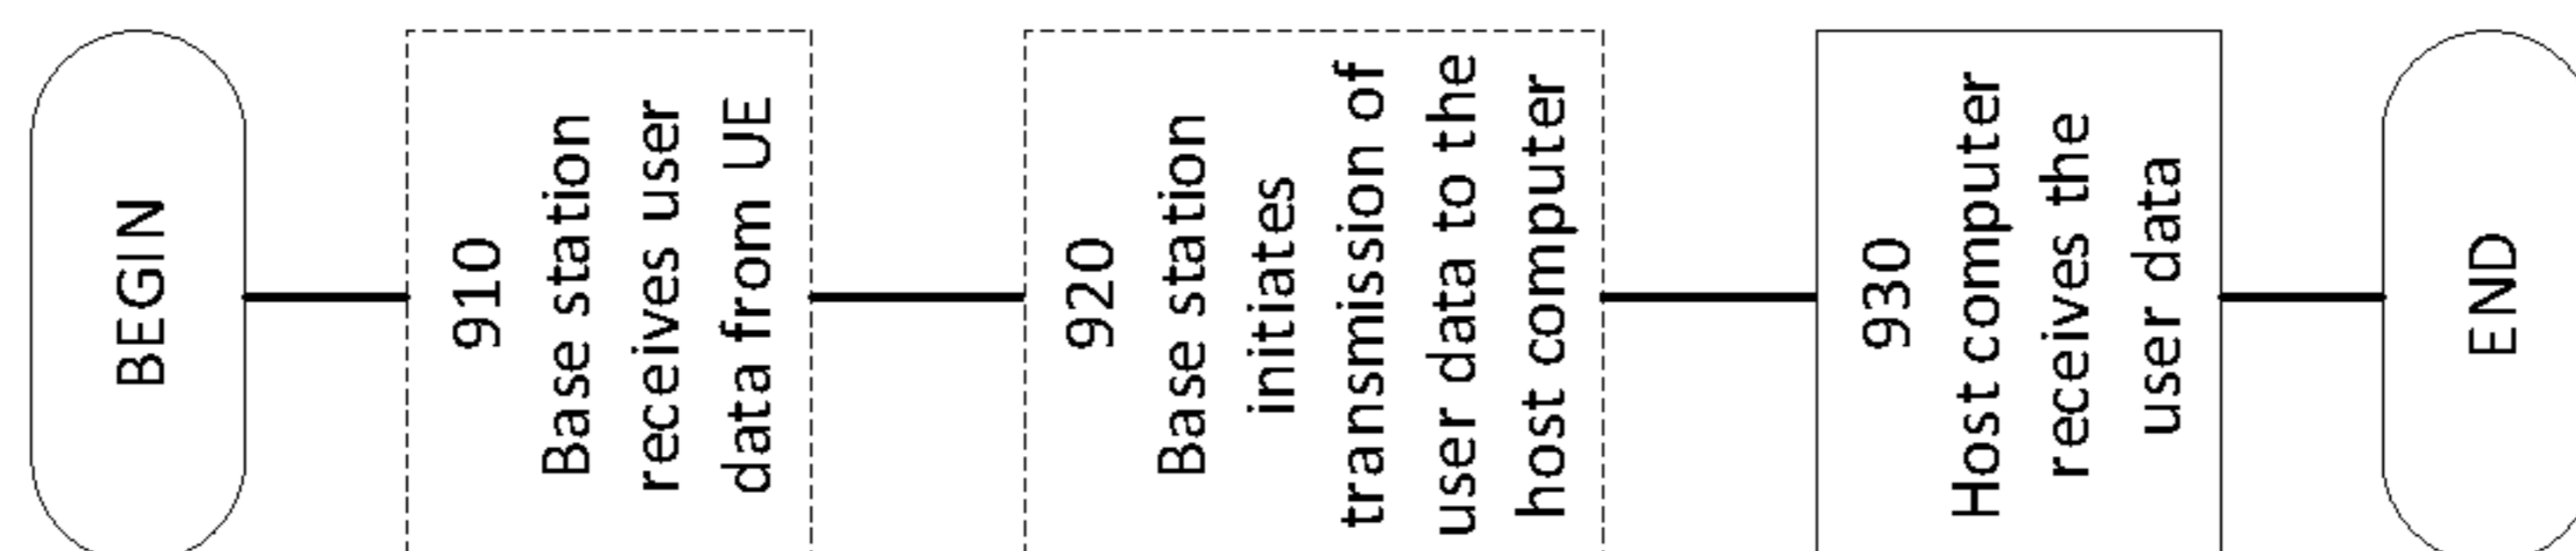 BEGIN
910
Base station
receives user
data from UE
920
Base station
initiates
transmission of
user data to the
host computer
930
Host computer
receives the
user data
END